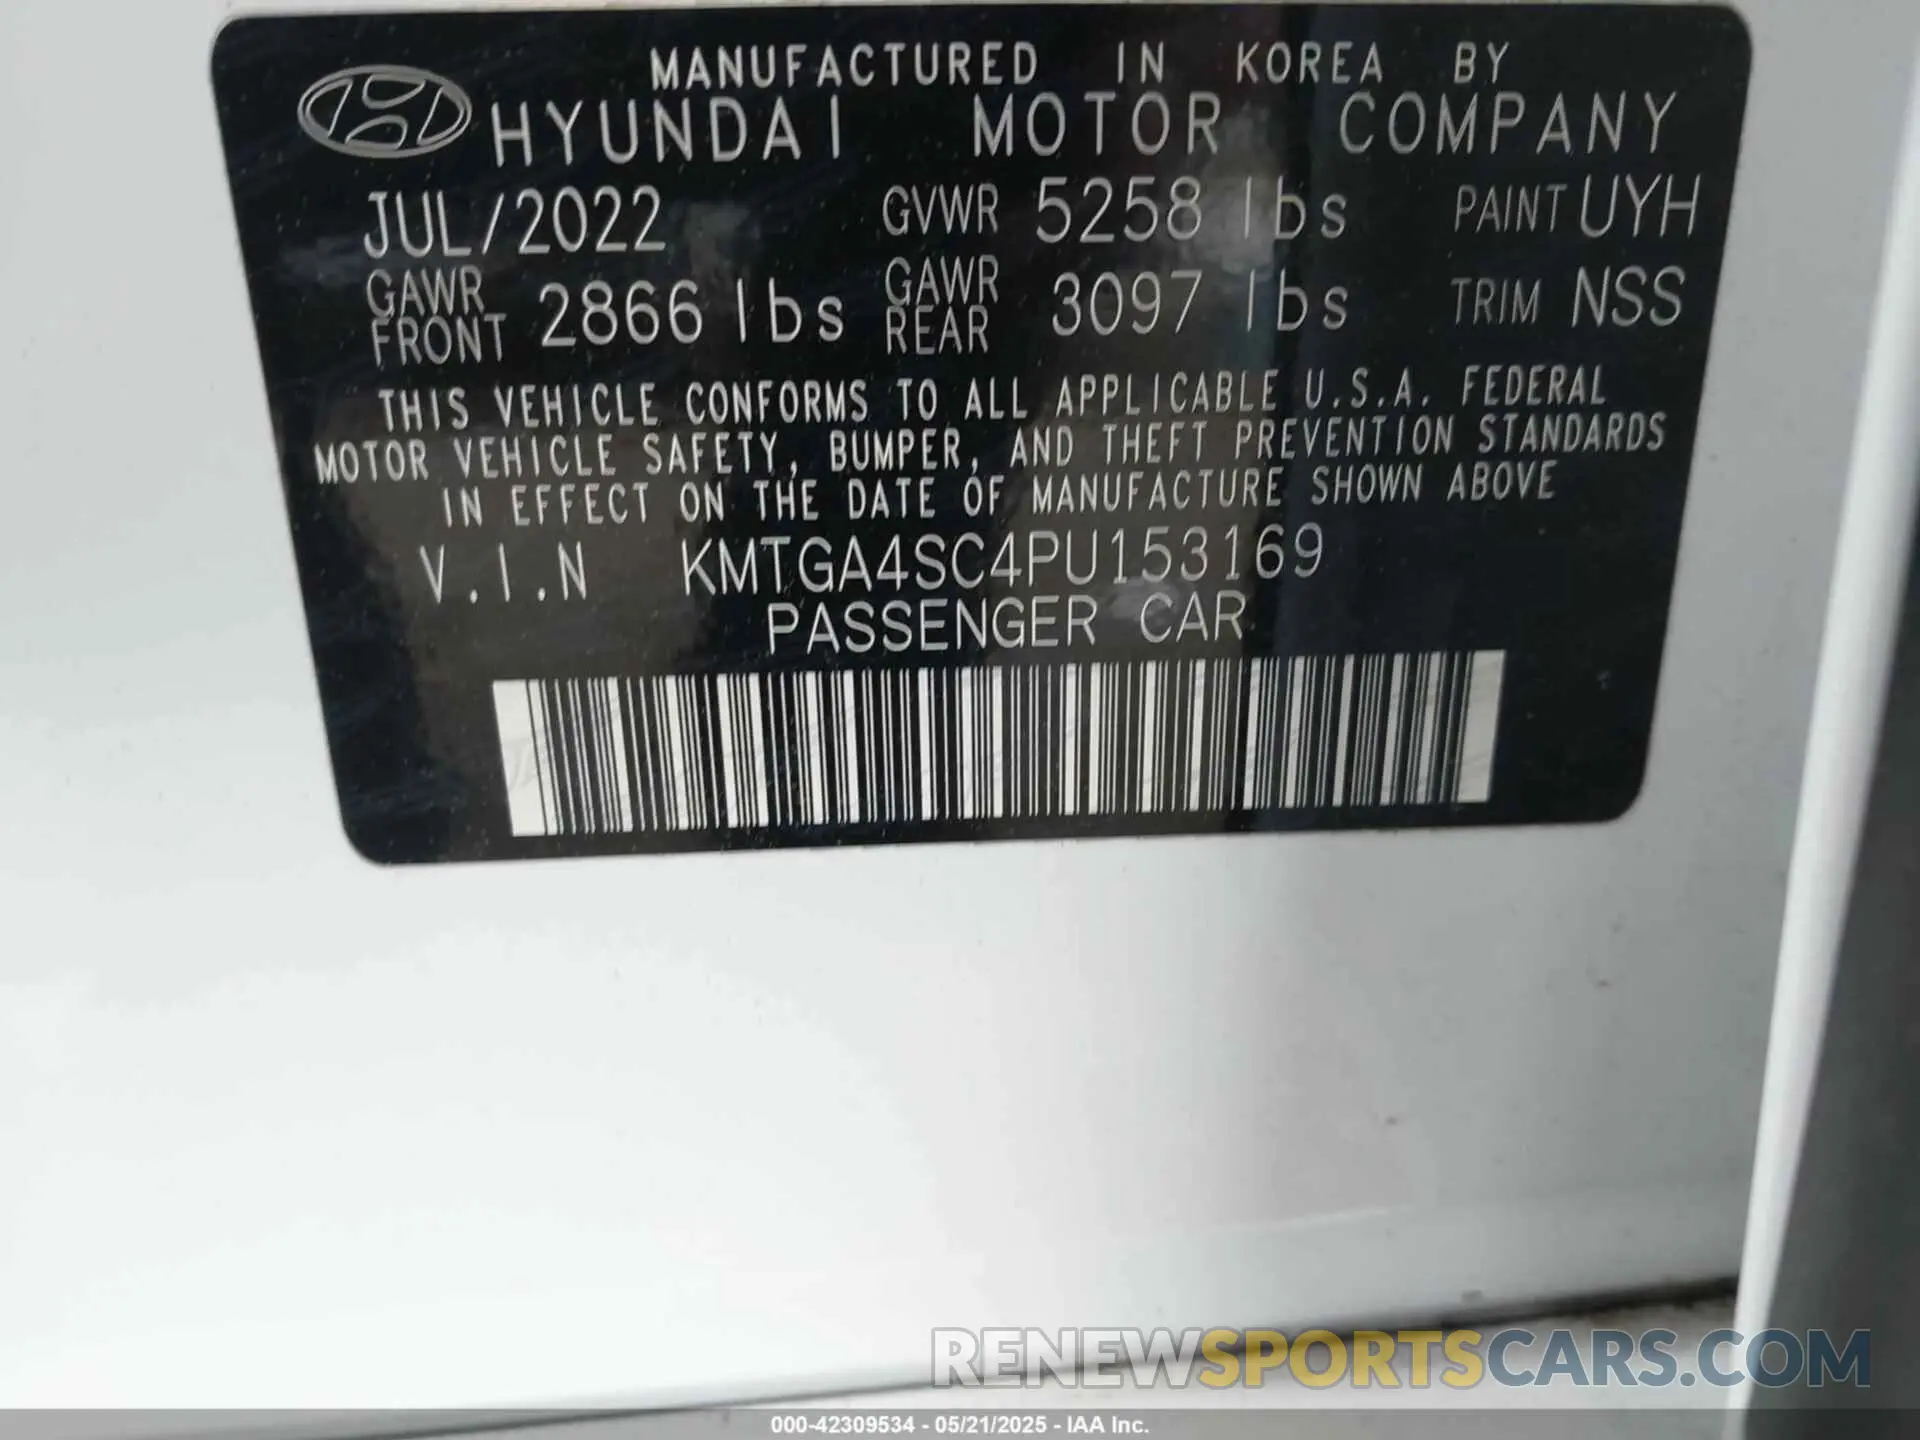 MANUFACTURED IN KOREA BY
HYUNDAI MOTOR COMPANY
JUL/2022 GVWR 5258 lbs PAINT UYH
GAWR FRONT 2866 lbs GAWR REAR 3097 lbs TRIM NSS
THIS VEHICLE CONFORMS TO ALL APPLICABLE U.S.A. FEDERAL
MOTOR VEHICLE SAFETY, BUMPER, AND THEFT PREVENTION STANDARDS
IN EFFECT ON THE DATE OF MANUFACTURE SHOWN ABOVE
V.I.N KMTGA4SC4PU153169
PASSENGER CAR
RENEWSPORTSCARS.COM
000-42309534 - 05/21/2025 - IAA Inc.